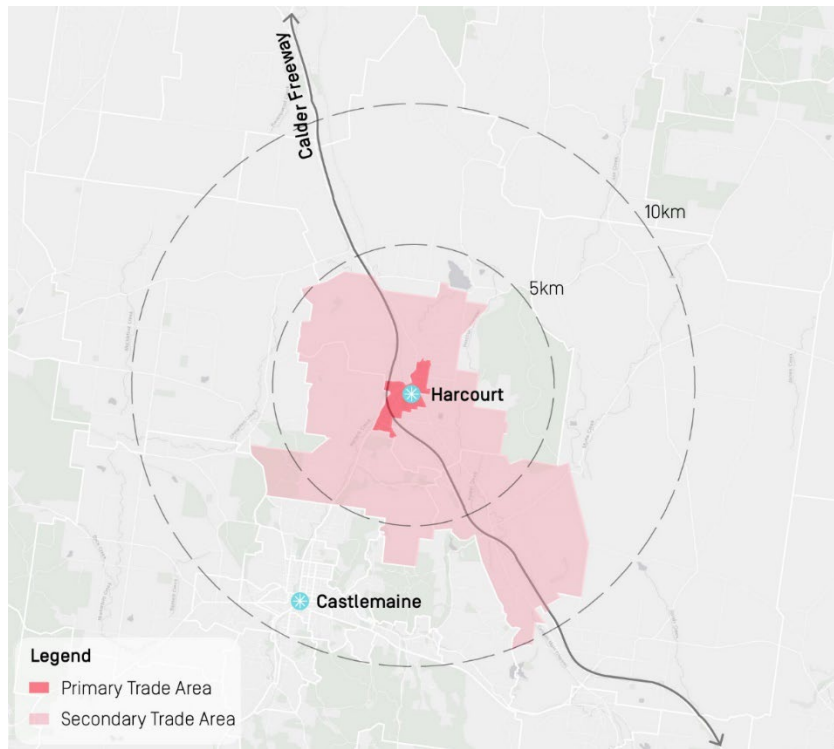 Calder Freeway
10km
5km
Harcourt
Castlemaine
Legend
Primary Trade Area
Secondary Trade Area